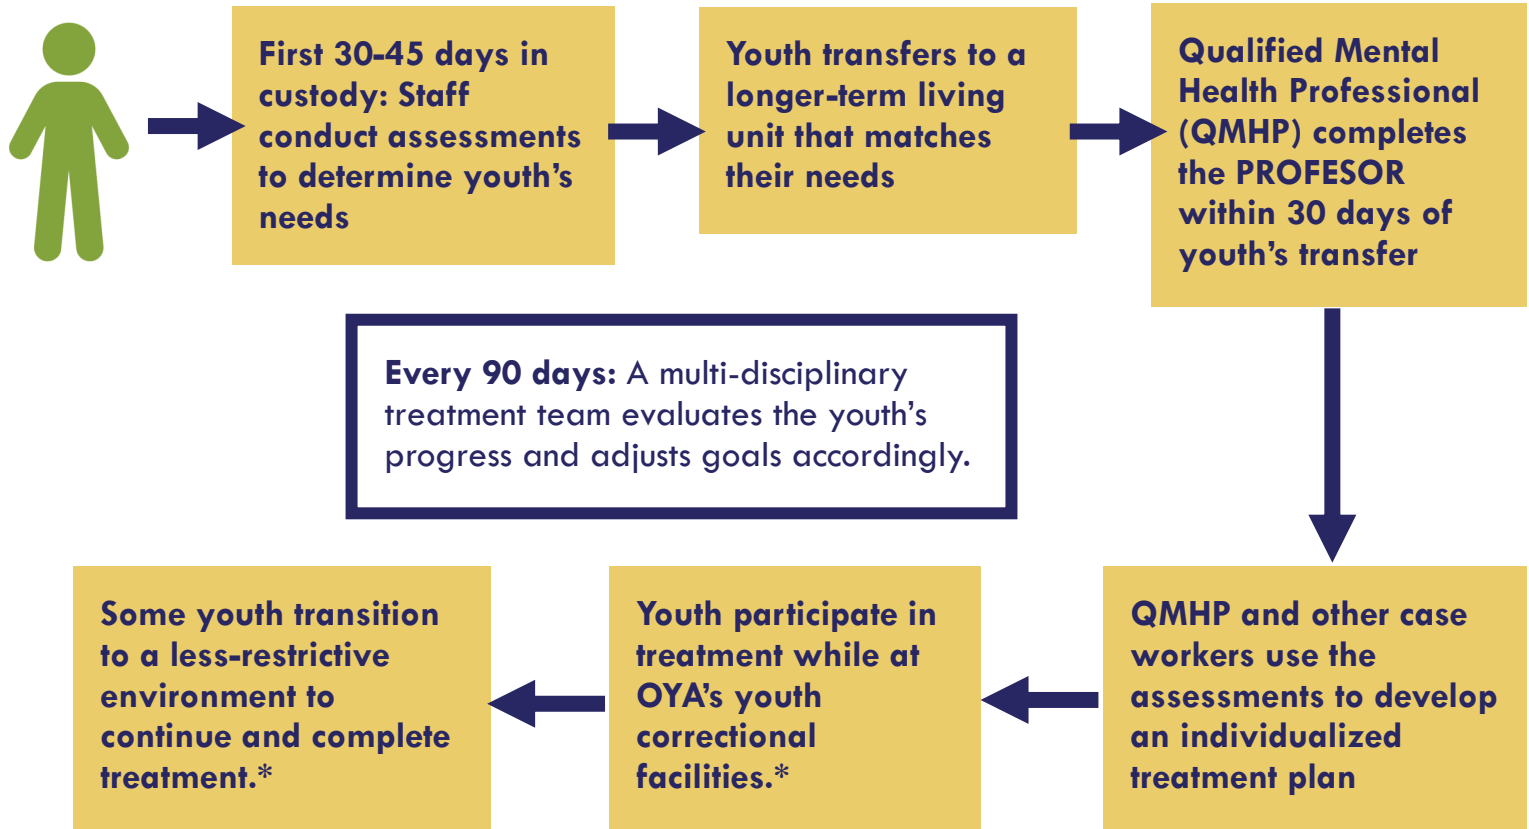 First 30-45 days in
custody: Staff
conduct assessments
to determine youth's
needs
Youth transfers to a
longer-term living
unit that matches
their needs
Qualified Mental
Health Professional
(QMHP) completes
the PROFESOR
within 30 days of
youth's transfer
Every 90 days: A multi-disciplinary
treatment team evaluates the youth's
progress and adjusts goals accordingly.
QMHP and other case
workers use the
assessments to develop
an individualized
treatment plan
Youth participate in
treatment while at
OYA's youth
correctional
facilities.*
Some youth transition
to a less-restrictive
environment to
continue and complete
treatment.*